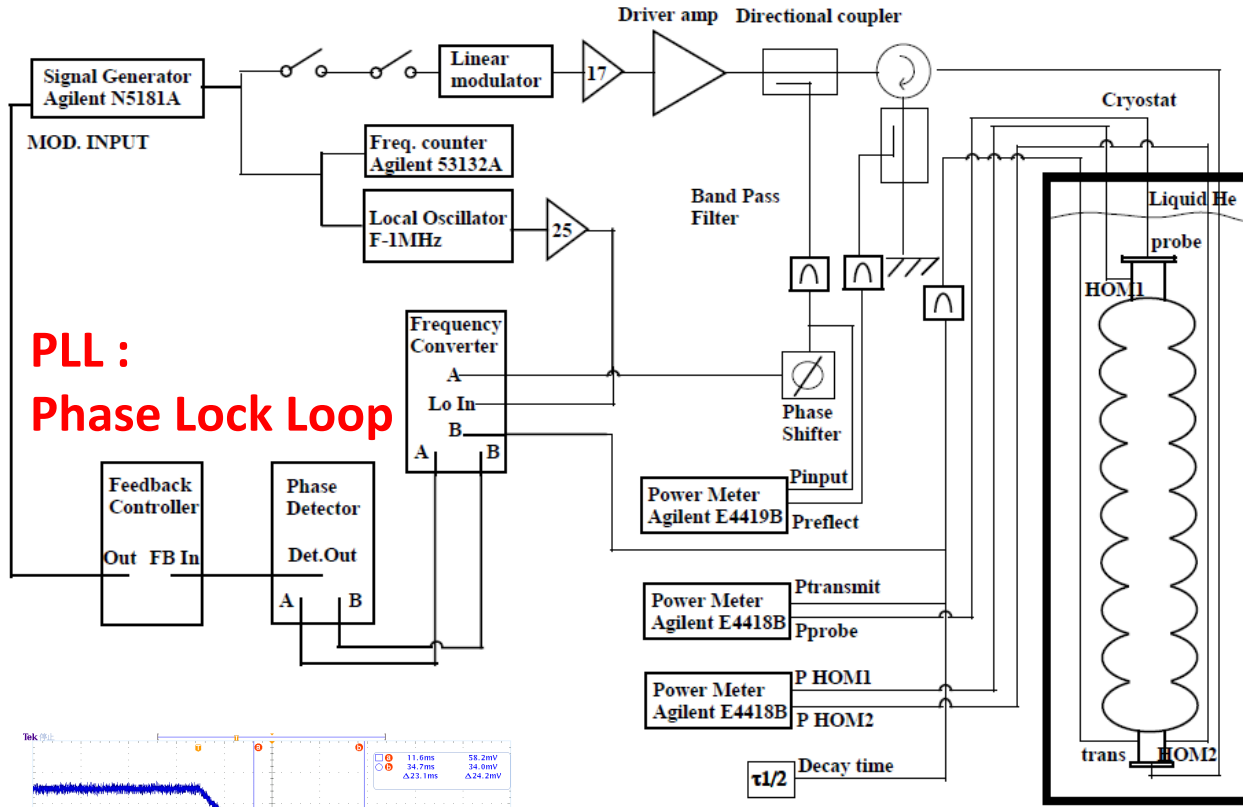 Driver amp
Directional coupler
Signal Generator
Agilent N5181A
Linear
modulator
17
MOD. INPUT
Freq. counter
Agilent 53132A
Local Oscillator
F-1MHz
25
Band Pass
Filter
Cryostat
Liquid He
probe
HOM1
PLL :
Phase Lock Loop
Frequency
Converter
A
Lo In
B
A
B
Phase
Shifter
Feedback
Controller
Out
FB In
Phase
Detector
Det.Out
A
B
Power Meter
Agilent E4419B
Pinput
Preflect
Power Meter
Agilent E4418B
Ptransmit
Pprobe
Power Meter
Agilent E4418B
P HOM1
P HOM2
trans
HOM2
τ1/2
Decay time
Tek 停止
T
T
a
b
a 11.6ms 58.2mV
b 34.7ms 34.0mV
Δ23.1ms Δ24.2mV